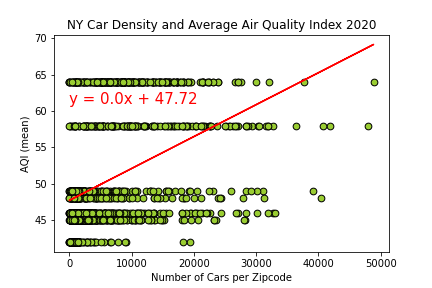 NY Car Density and Average Air Quality Index 2020
70
65
60
55
50
45
AQI (mean)
y = 0.0x + 47.72
0 10000 20000 30000 40000 50000
Number of Cars per Zipcode